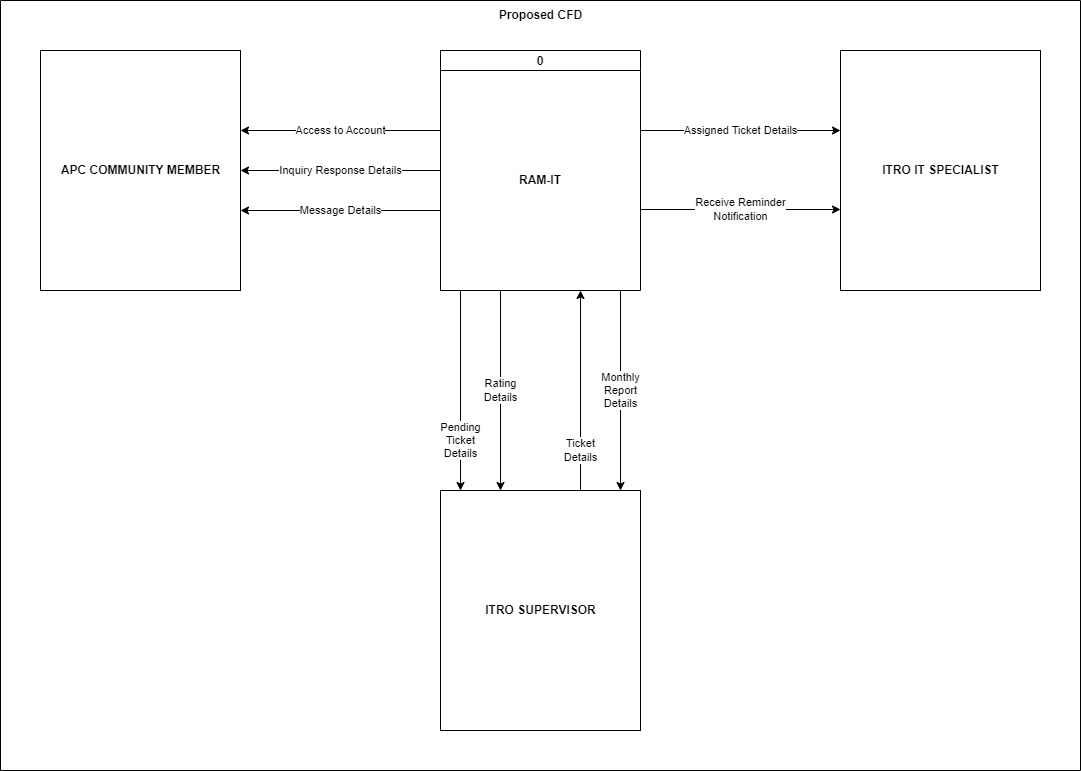 Proposed CFD
0
Access to Account
Assigned Ticket Details
APC COMMUNITY MEMBER
Inquiry Response Details
RAM-IT
ITRO IT SPECIALIST
Message Details
Receive Reminder
Notification
Rating
Details
Monthly
Report
Details
Pending
Ticket
Details
Ticket
Details
ITRO SUPERVISOR